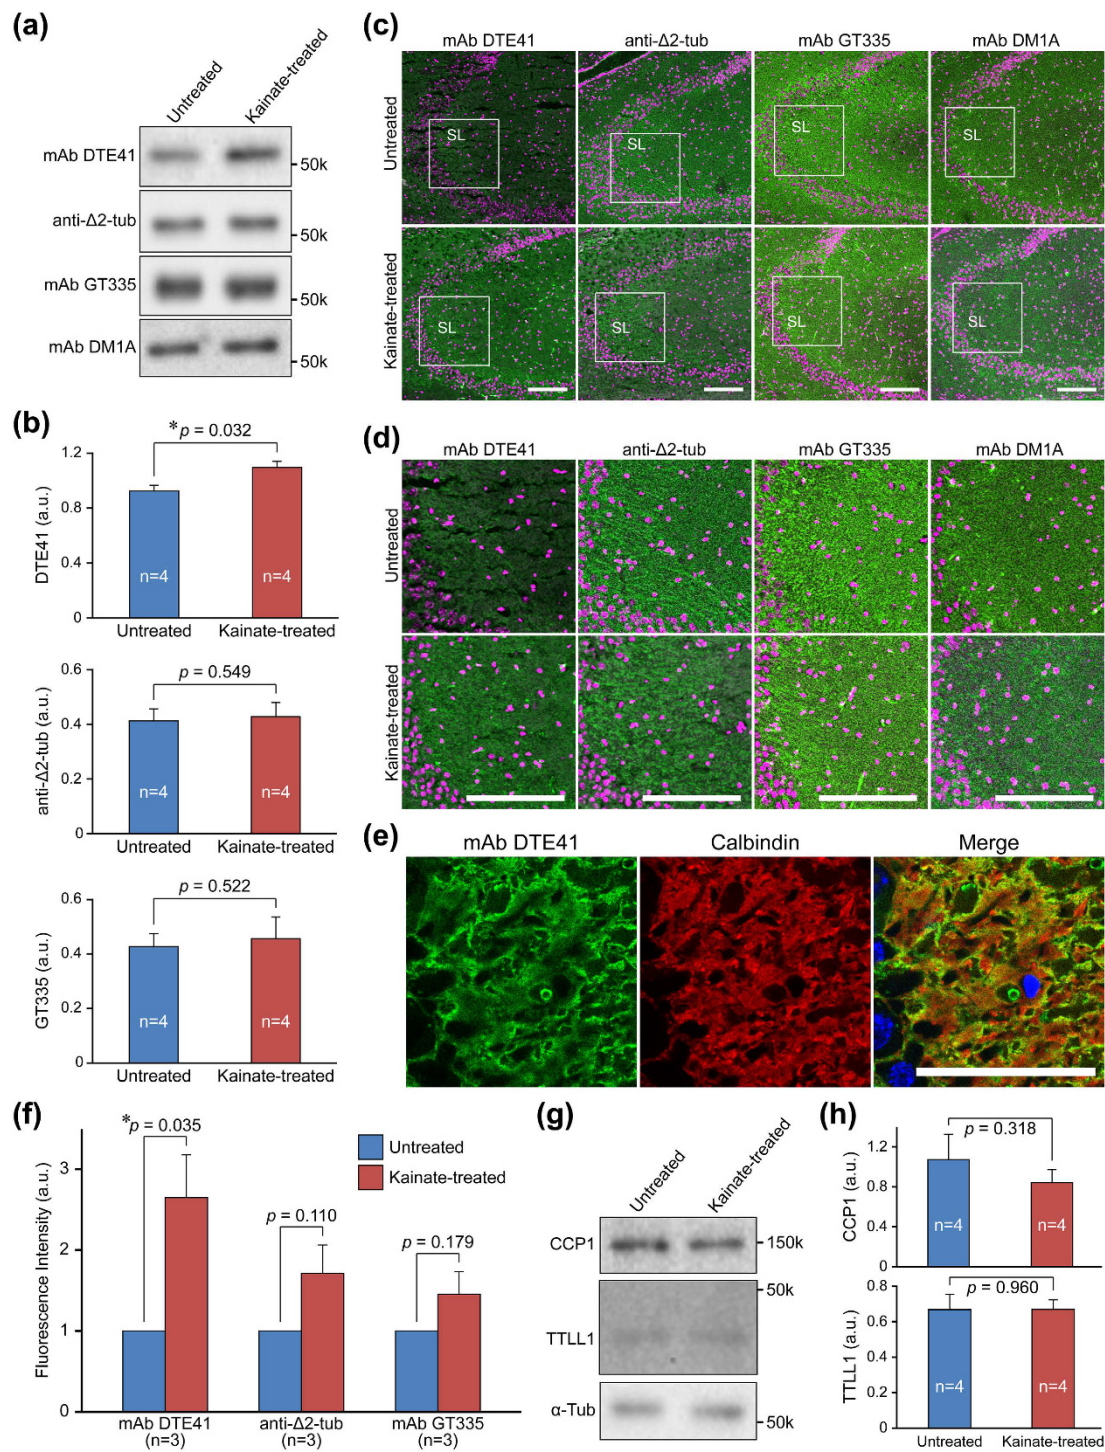 (a)
Untreated
Kainate-treated
mAb DTE41
50k
anti-Δ2-tub
50k
mAb GT335
50k
mAb DM1A
50k
(b)
*p = 0.032
1.2
0.8
0.4
0
DTE41 (a.u.)
n=4
n=4
Untreated
Kainate-treated
p = 0.549
0.6
0.4
0.2
0
anti-Δ2-tub (a.u.)
n=4
n=4
Untreated
Kainate-treated
p = 0.522
0.6
0.4
0.2
0
GT335 (a.u.)
n=4
n=4
Untreated
Kainate-treated
(c)
mAb DTE41
anti-Δ2-tub
mAb GT335
mAb DM1A
Untreated
SL
SL
SL
SL
Kainate-treated
SL
SL
SL
SL
(d)
mAb DTE41
anti-Δ2-tub
mAb GT335
mAb DM1A
Untreated
Kainate-treated
(e)
mAb DTE41
Calbindin
Merge
(f)
*p = 0.035
Untreated
Kainate-treated
p = 0.110
p = 0.179
3
2
1
0
Fluorescence Intensity (a.u.)
mAb DTE41
(n=3)
anti-Δ2-tub
(n=3)
mAb GT335
(n=3)
(g)
Untreated
Kainate-treated
CCP1
150k
50k
TTLL1
α-Tub
50k
(h)
p = 0.318
1.2
0.8
0.4
0
CCP1 (a.u.)
n=4
n=4
p = 0.960
0.8
0.6
0.4
0.2
0
TTLL1 (a.u.)
n=4
n=4
Untreated
Kainate-treated